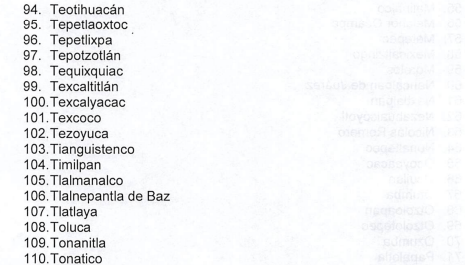 94. Teotihuacán
95. Tepetlaoxtoc
96. Tepetlixpa
97. Tepotzotlán
98. Tequixquiac
99. Texcaltitlán
100.Texcalyacac
101.Texcoco
102.Tezoyuca
103.Tianguistenco
104.Timilpan
105.Tlalmanalco
106.Tlalnepantla de Baz
107.Tlatlaya
108.Toluca
109.Tonanitla
110.Tonatico